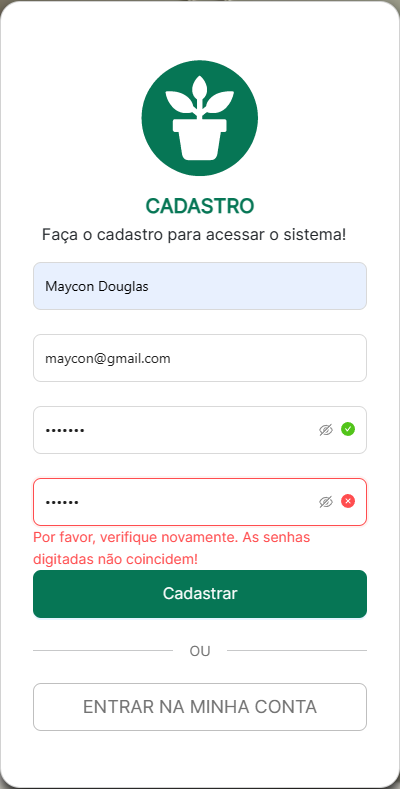 CADASTRO
Faça o cadastro para acessar o sistema!
Maycon Douglas
maycon@gmail.com
•••••••
••••••
Por favor, verifique novamente. As senhas
digitadas não coincidem!
Cadastrar
OU
ENTRAR NA MINHA CONTA